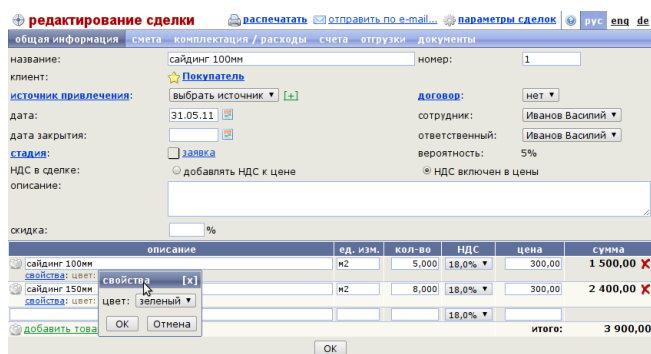 редактирование сделки распечатать отправить по e-mail... параметры сделок рус eng de
общая информация смета комплектация / расходы счета отгрузки документы
название: сайдинг 100мм номер: 1
клиент: Покупатель
источник привлечения: выбрать источник [+] договор: нет
дата: 31.05.11 сотрудник: Иванов Василий
дата закрытия: ответственный: Иванов Василий
стадия: заявка вероятность: 5%
НДС в сделке: добавлять НДС к цене НДС включен в цены
описание:
скидка: %
описание ед. изм. кол-во НДС цена сумма
сайдинг 100мм м2 5,000 18,0% 300,00 1 500,00
свойства: цвет:
сайдинг 150мм м2 8,000 18,0% 300,00 2 400,00
свойства: цвет:
свойства [x]
цвет: зеленый
OK Отмена
18,0%
добавить това итого: 3 900,00
OK